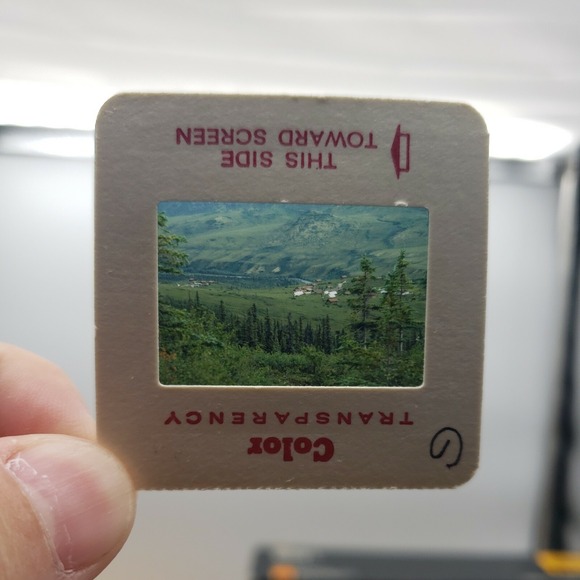 Color
TRANSPARENCY
THIS SIDE
TOWARD SCREEN